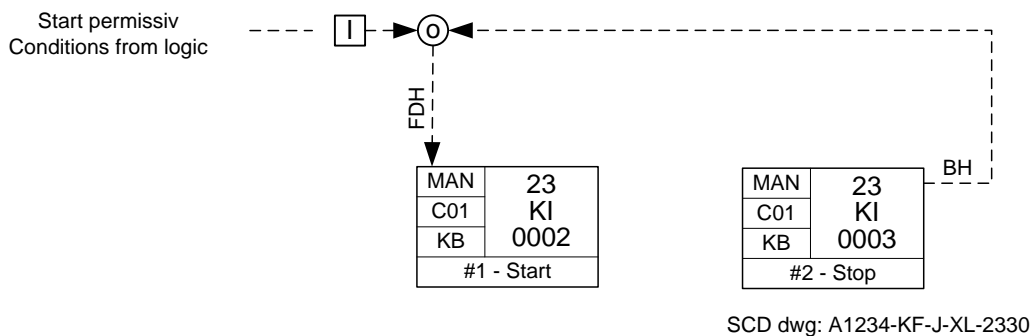 Start permissiv
Conditions from logic
I
o
FDH
BH
MAN
C01
KB
23
KI
0002
#1 - Start
MAN
C01
KB
23
KI
0003
#2 - Stop
SCD dwg: A1234-KF-J-XL-2330